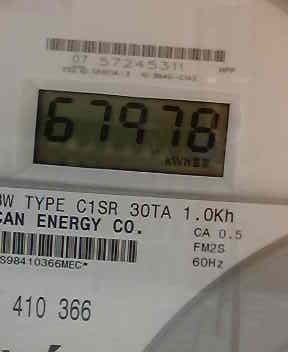 07 57245311
67978
kWH
W TYPE C1SR 30TA 1.0Kh
CAN ENERGY CO.
CA 0.5
FM2S
60Hz
S98410366MEC*
410 366